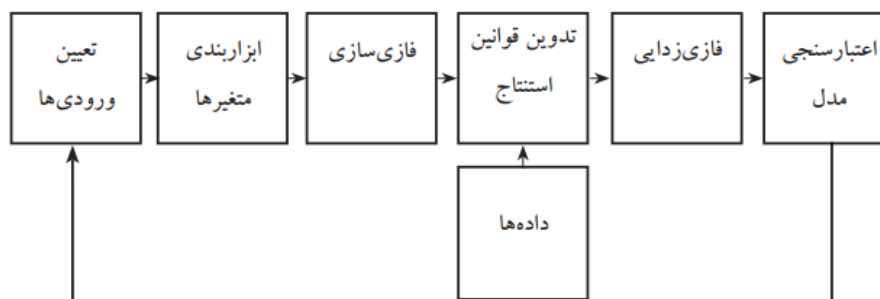 تعیین
ورودی‌ها
ابزاربندی
متغیرها
فازی‌سازی
تدوین قوانین
استنتاج
فازی‌زدایی
اعتبارسنجی
مدل
داده‌ها